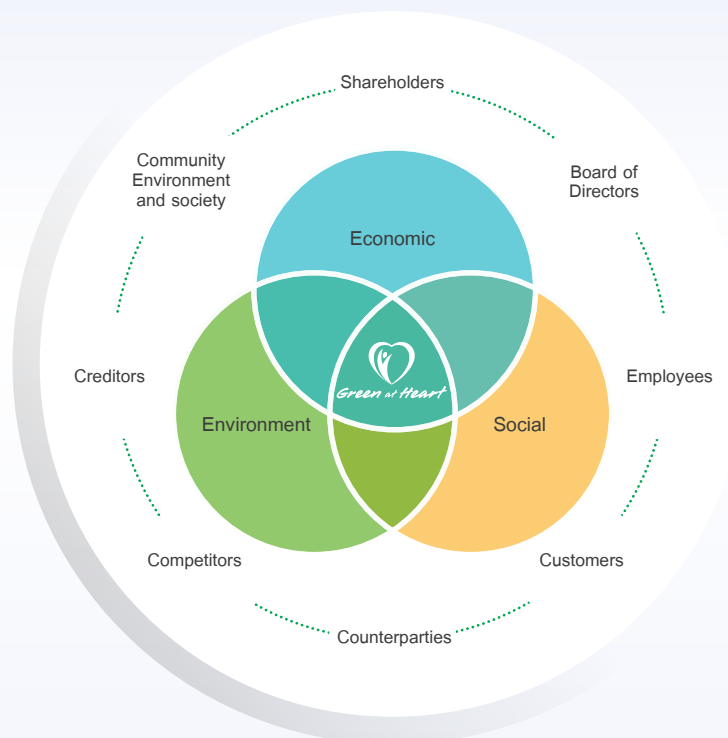 Shareholders
Community
Environment
and society
Board of
Directors
Economic
Creditors
Employees
Green at Heart
Environment
Social
Competitors
Customers
Counterparties